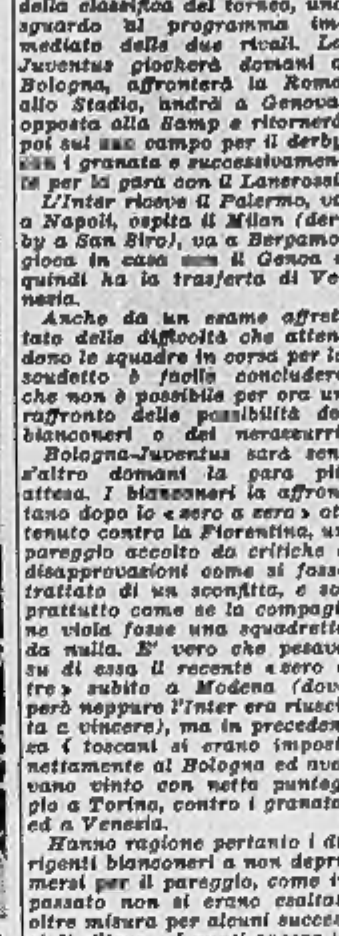 della classifica del torneo, uno
sguardo al programma im-
mediato delle due rivali. La
Juventus giocherà domani a
Bologna, affronterà la Roma
allo Stadio, andrà a Genova
opposta alla Samp e ritornerà
poi sul suo campo per il derby
con i granata e successivamen
te per la gara con il Lanerossi.
L'Inter riceve il Palermo, va
a Napoli, ospita il Milan (der
by a San Siro), va a Bergamo,
gioca in casa con il Genoa e
quindi ha la trasferta di Ve
nezia.
Anche da un esame affret
tato delle difficoltà che atten
dono le squadre in corsa per lo
scudetto è facile concludere
che non è possibile per ora un
raffronto delle possibilità dei
bianconeri o dei nerazzurri.
Bologna-Juventus sarà sen
z'altro domani la gara più
attesa. I bianconeri la affron
tano dopo lo « zero a zero » ot
tenuto contro la Fiorentina, un
pareggio accolto da critiche e
disapprovazioni come si fosse
trattato di un sconfitta, e so
prattutto come se la compagi
ne viola fosse una squadretta
da nulla. E' vero che pesava
su di essa il recente « zero a
tre » subito a Modena (dove
però neppure l'Inter era riusci
ta a vincere), ma in preceden
za i toscani si erano imposti
nettamente al Bologna ed ave
vano vinto con netto punteg
gio a Torino, contro i granata
ed a Venezia.
Hanno ragione pertanto i di
rigenti bianconeri a non depri
mersi per il pareggio, come in
passato non si erano esaltati
oltre misura per alcuni success